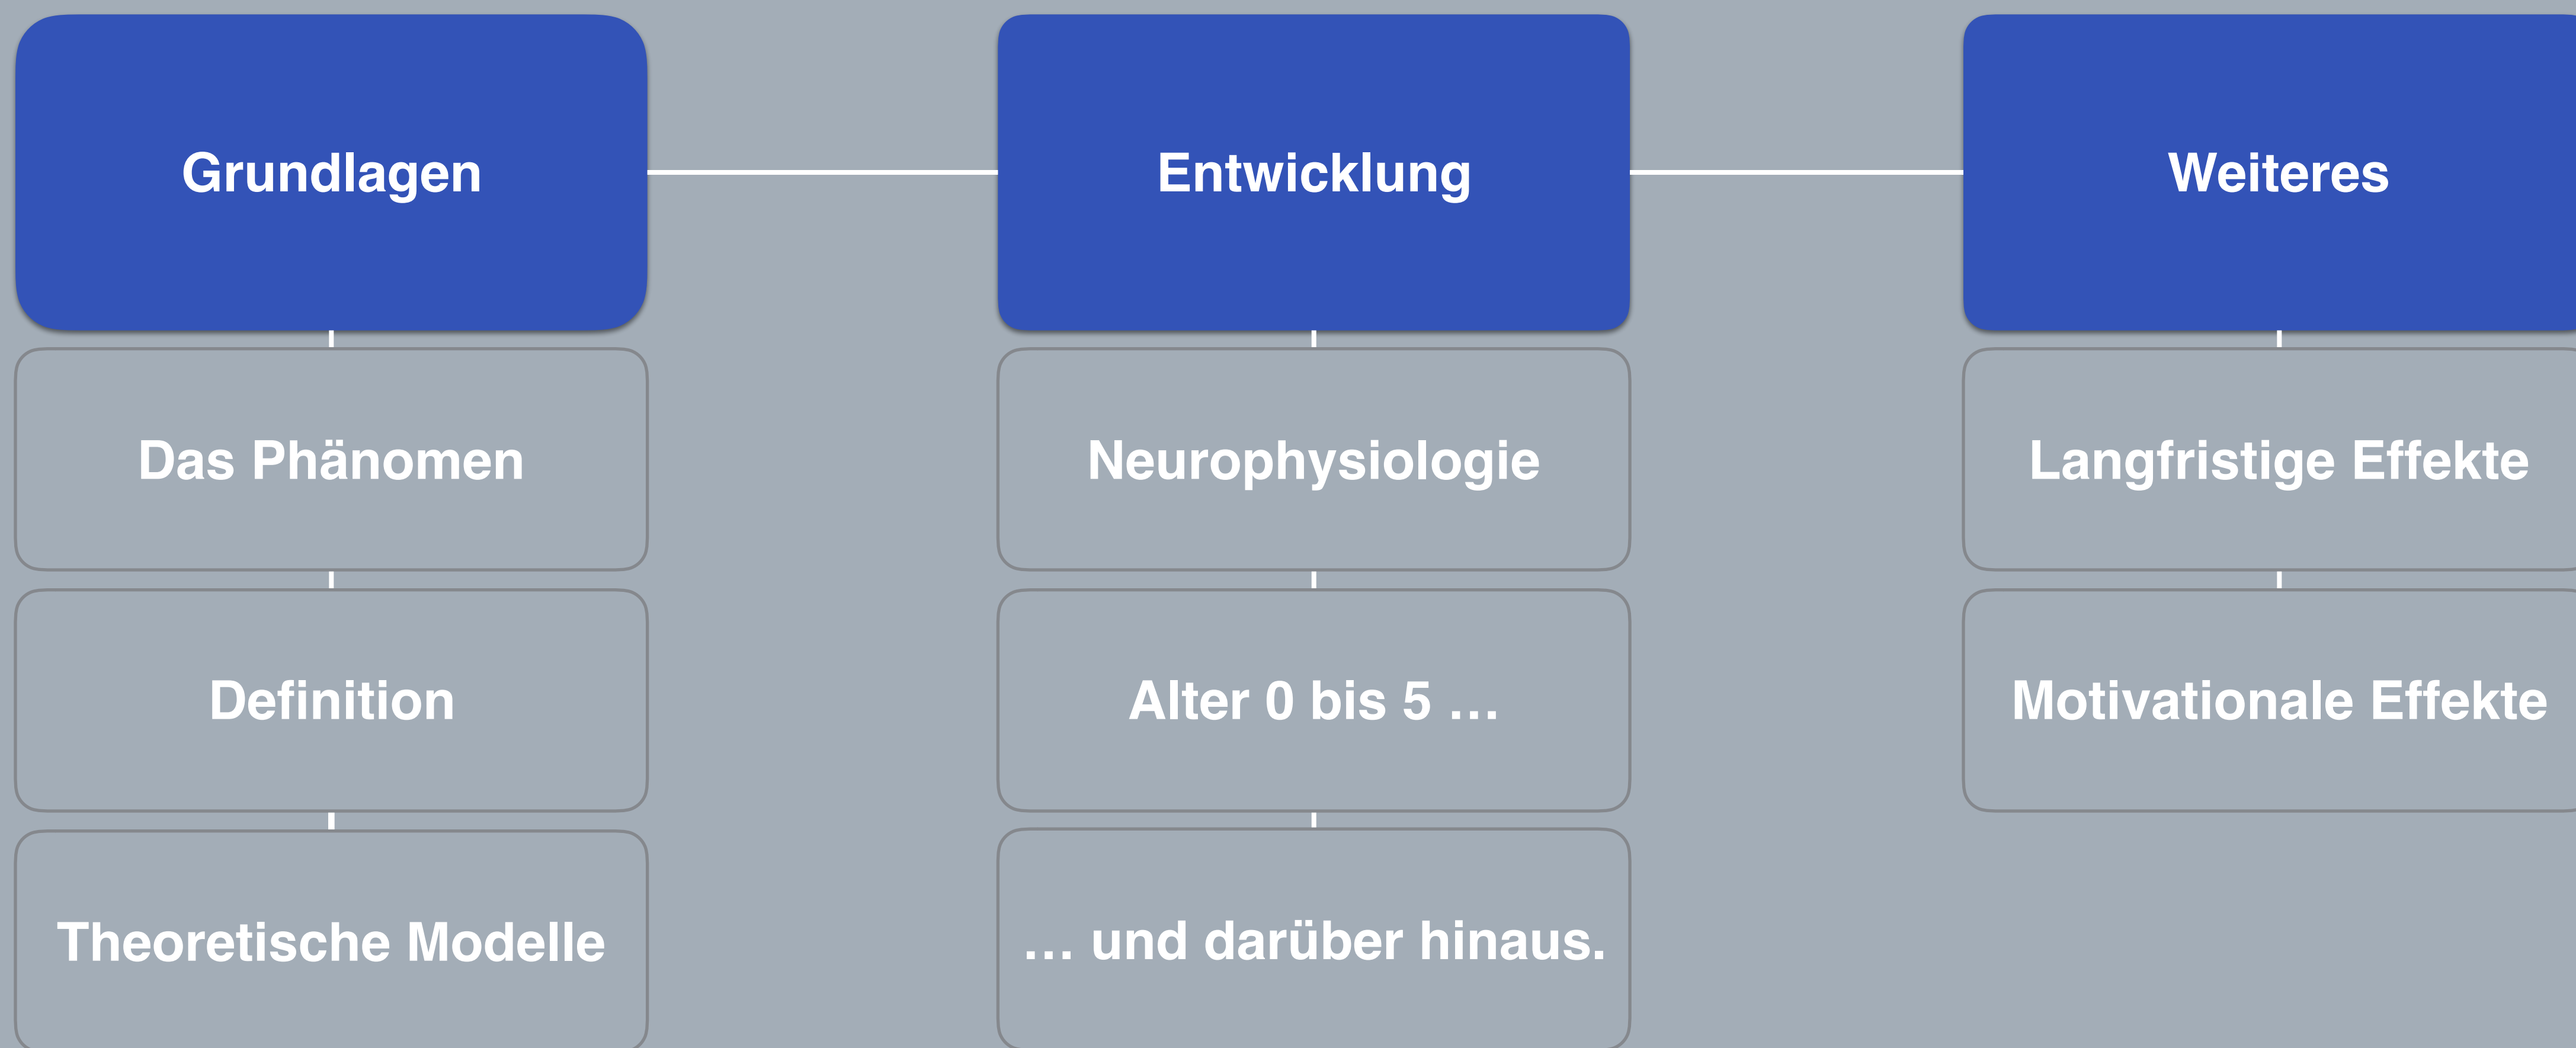 Grundlagen
Das Phänomen
Definition
Theoretische Modelle
Entwicklung
Neurophysiologie
Alter 0 bis 5 …
… und darüber hinaus.
Weiteres
Langfristige Effekte
Motivationale Effekte